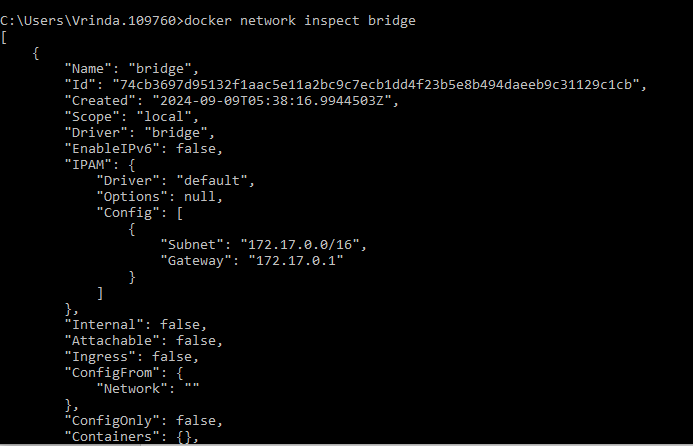 C:\Users\Vrinda.109760>docker network inspect bridge
[
    {
        "Name": "bridge",
        "Id": "74cb3697d95132f1aac5e11a2bc9c7ecb1dd4f23b5e8b494daeeb9c31129c1cb",
        "Created": "2024-09-09T05:38:16.9944503Z",
        "Scope": "local",
        "Driver": "bridge",
        "EnableIPv6": false,
        "IPAM": {
            "Driver": "default",
            "Options": null,
            "Config": [
                {
                    "Subnet": "172.17.0.0/16",
                    "Gateway": "172.17.0.1"
                }
            ]
        },
        "Internal": false,
        "Attachable": false,
        "Ingress": false,
        "ConfigFrom": {
            "Network": ""
        },
        "ConfigOnly": false,
        "Containers": {},